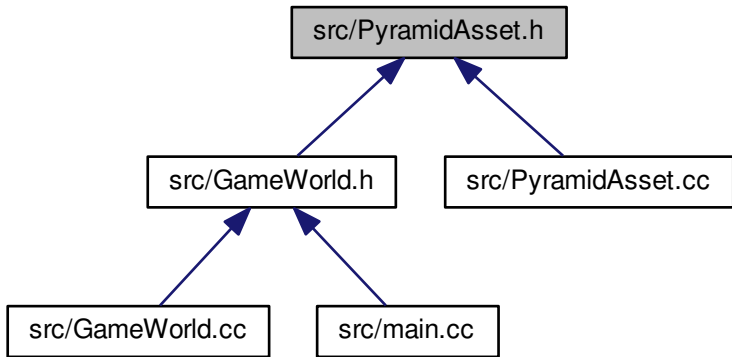 src/PyramidAsset.h
src/GameWorld.h
src/PyramidAsset.cc
src/GameWorld.cc
src/main.cc